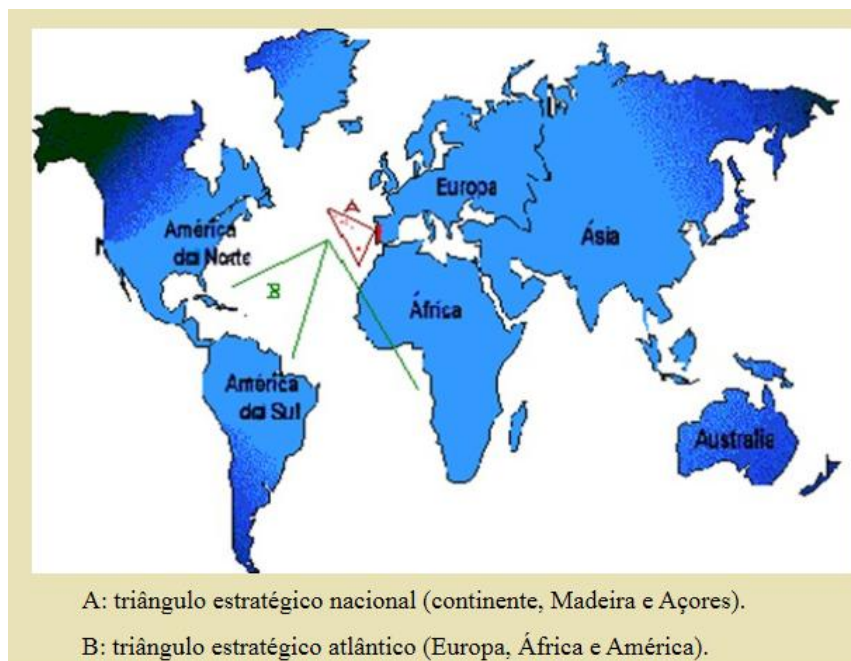 Europa
América
do Norte
Ásia
África
América
do Sul
Australia
A
B
A: triângulo estratégico nacional (continente, Madeira e Açores).
B: triângulo estratégico atlântico (Europa, África e América).